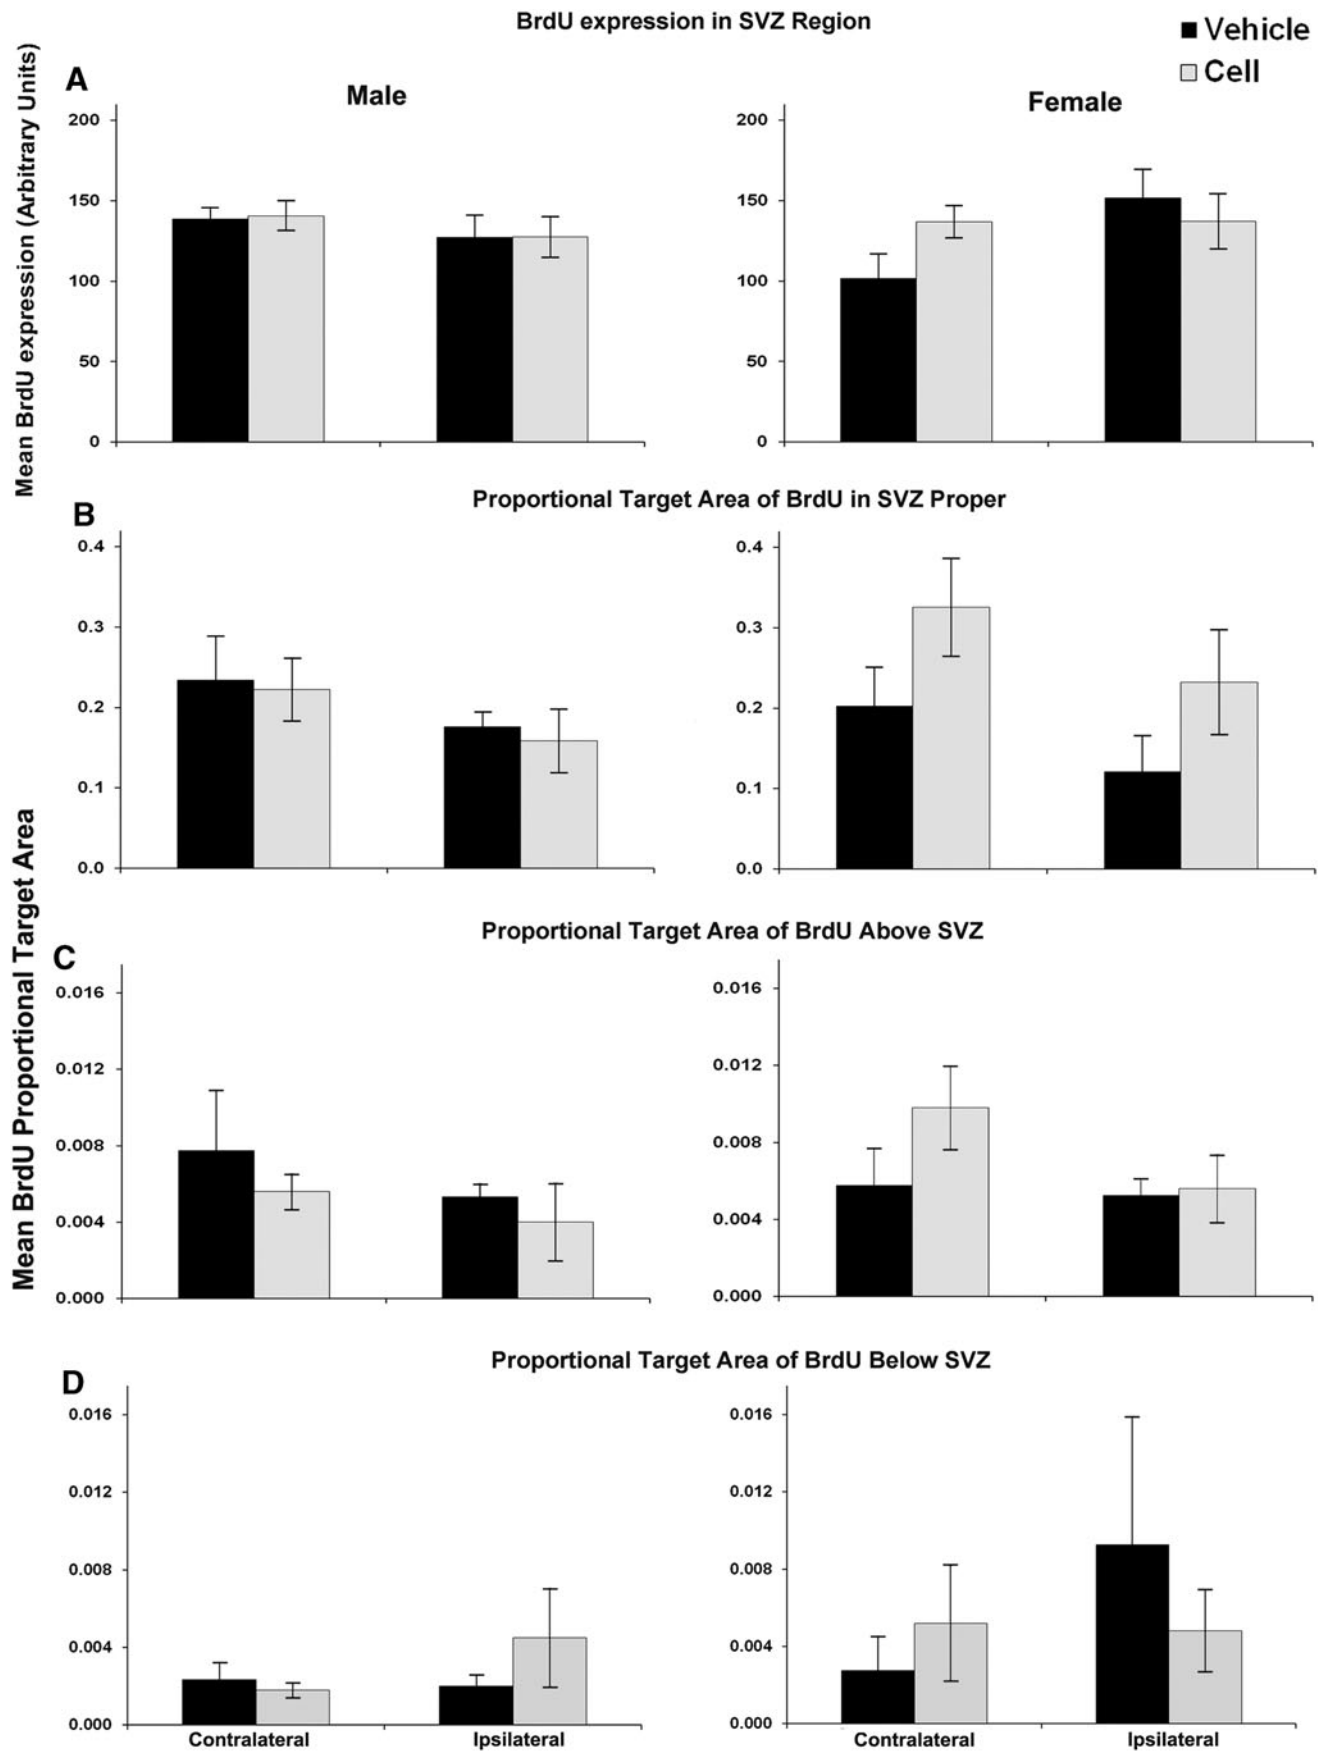 BrdU expression in SVZ Region
Vehicle
Cell
Mean BrdU expression (Arbitrary Units)
A
Male
Female
200
150
100
50
0
200
150
100
50
0
Proportional Target Area of BrdU in SVZ Proper
B
0.4
0.3
0.2
0.1
0.0
0.4
0.3
0.2
0.1
0.0
Mean BrdU Proportional Target Area
Proportional Target Area of BrdU Above SVZ
C
0.016
0.012
0.008
0.004
0.000
0.016
0.012
0.008
0.004
0.000
Proportional Target Area of BrdU Below SVZ
D
0.016
0.012
0.008
0.004
0.000
0.016
0.012
0.008
0.004
0.000
Contralateral
Ipsilateral
Contralateral
Ipsilateral